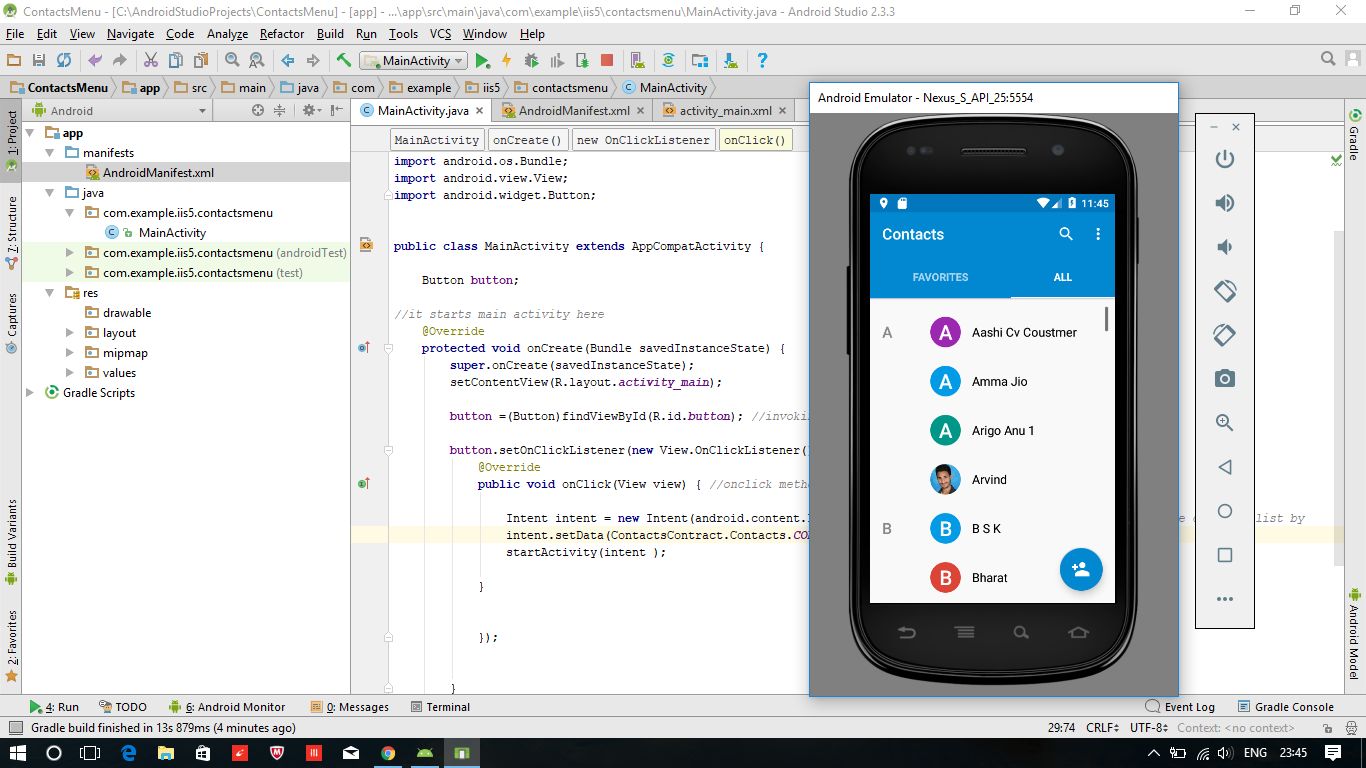 ContactsMenu - [C:\AndroidStudioProjects\ContactsMenu] - [app] - ...\app\src\main\java\com\example\iis5\contactsmenu\MainActivity.java - Android Studio 2.3.3
File Edit View Navigate Code Analyze Refactor Build Run Tools VCS Window Help
MainActivity
ContactsMenu app src main java com example iis5 contactsmenu MainActivity
Android
MainActivity.java AndroidManifest.xml activity_main.xml
1: Project
7: Structure
Captures
Build Variants
2: Favorites
app
manifests
AndroidManifest.xml
java
com.example.iis5.contactsmenu
MainActivity
com.example.iis5.contactsmenu (androidTest)
com.example.iis5.contactsmenu (test)
res
drawable
layout
mipmap
values
Gradle Scripts
MainActivity onCreate() new OnClickListener onClick()
import android.os.Bundle;
import android.view.View;
import android.widget.Button;
public class MainActivity extends AppCompatActivity {
Button button;
//it starts main activity here
@Override
protected void onCreate(Bundle savedInstanceState) {
super.onCreate(savedInstanceState);
setContentView(R.layout.activity_main);
button =(Button)findViewById(R.id.button);
button.setOnClickListener(new View.OnClickListener(
@Override
public void onClick(View view) { //onclick
Intent intent = new Intent(android.content.
list by
intent.setData(ContactsContract.Contacts.
startActivity(intent );
}
});
}
Android Emulator - Nexus_S_API_25:5554
11:45
Contacts
FAVORITES ALL
A A Aashi Cv Coustmer
A Amma Jio
A Arigo Anu 1
Arvind
B B B S K
B Bharat
Gradle
Android Model
4: Run TODO 6: Android Monitor 0: Messages Terminal Event Log Gradle Console
Gradle build finished in 13s 879ms (4 minutes ago) 29:74 CRLF UTF-8 Context: <no context>
ENG 23:45